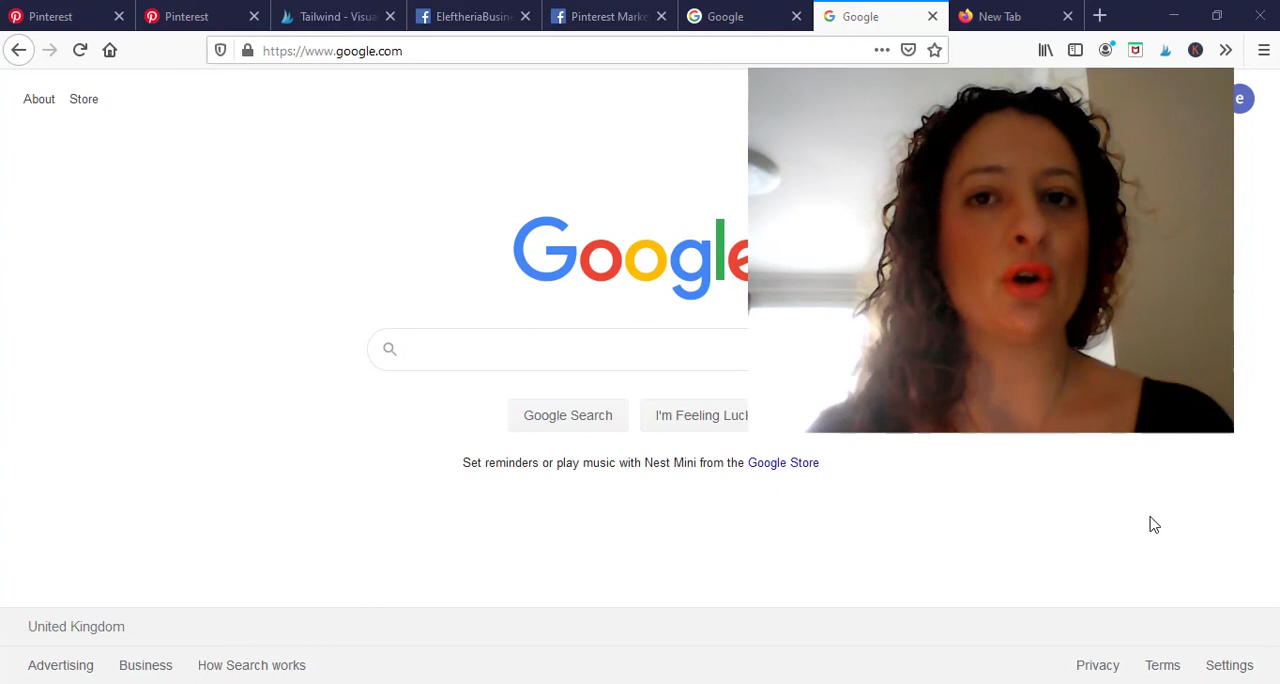 Pinterest
Pinterest
Tailwind - Visua
EleftheriaBusine
Pinterest Marke
Google
Google
New Tab
https://www.google.com
About Store
e
Google
Google Search
I'm Feeling Luck
Set reminders or play music with Nest Mini from the Google Store
United Kingdom
Advertising Business How Search works
Privacy Terms Settings